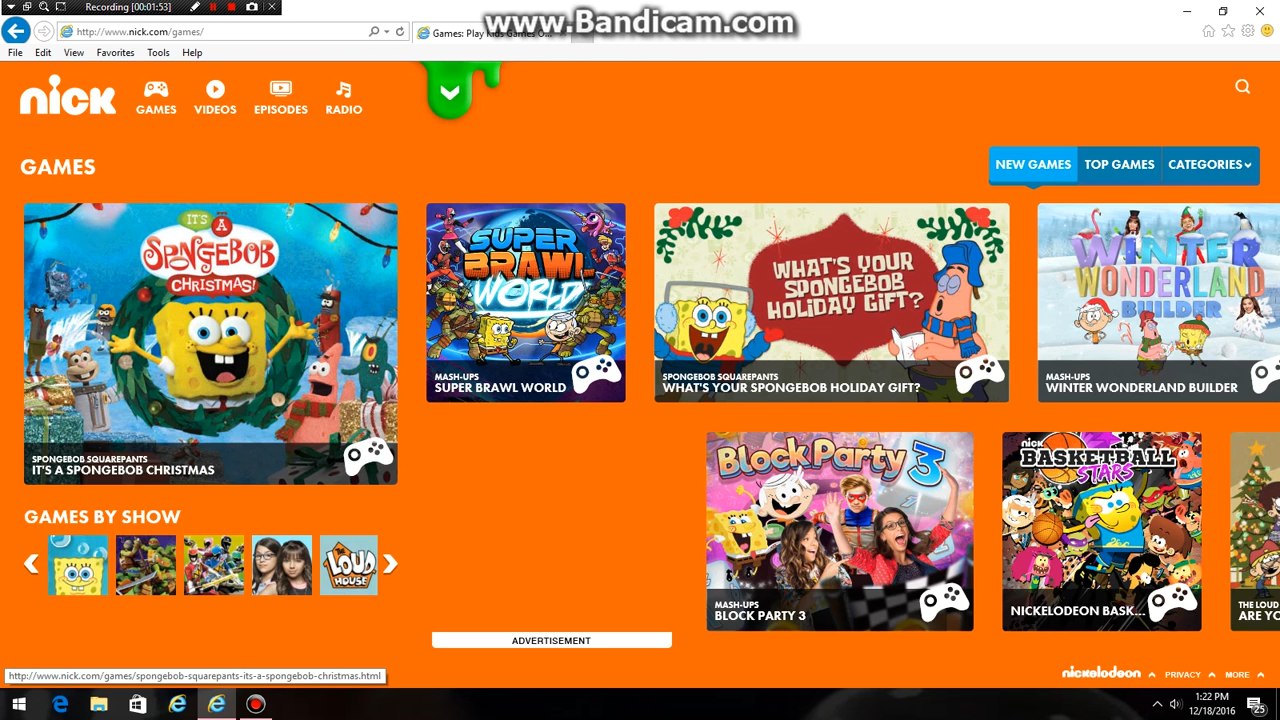 Recording [00:01:53]
www.Bandicam.com
http://www.nick.com/games/
Games: Play Kids Games O...
File Edit View Favorites Tools Help
nick
GAMES VIDEOS EPISODES RADIO
GAMES
NEW GAMES TOP GAMES CATEGORIES
IT'S A SPONGEBOB CHRISTMAS!
SPONGEBOB SQUAREPANTS
IT'S A SPONGEBOB CHRISTMAS
SUPER BRAWL WORLD
MASH-UPS
SUPER BRAWL WORLD
WHAT'S YOUR SPONGEBOB HOLIDAY GIFT?
SPONGEBOB SQUAREPANTS
WHAT'S YOUR SPONGEBOB HOLIDAY GIFT?
WINTER WONDERLAND BUILDER
MASH-UPS
WINTER WONDERLAND BUILDER
Block Party 3
MASH-UPS
BLOCK PARTY 3
nick BASKETBALL STARS
NICKELODEON BASK...
THE LOUD
ARE YO
GAMES BY SHOW
THE LOUD HOUSE
ADVERTISEMENT
http://www.nick.com/games/spongebob-squarepants-its-a-spongebob-christmas.html
nickelodeon PRIVACY MORE
1:22 PM
12/18/2016
25